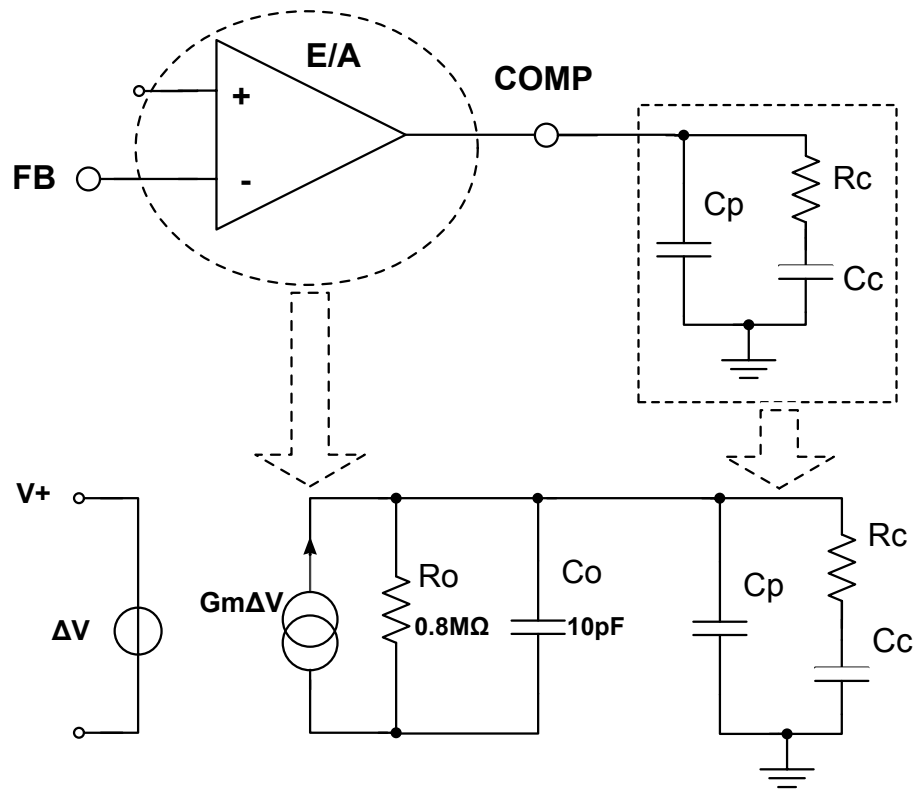 E/A
COMP
+
FB
-
Rc
Cp
Cc
V+
ΔV
GmΔV
Ro
0.8MΩ
Co
10pF
Cp
Rc
Cc